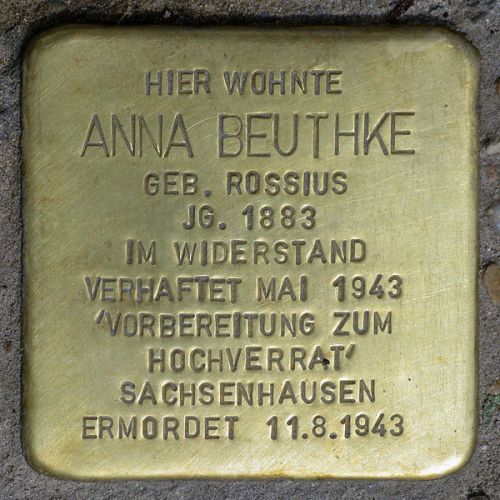 HIER WOHNTE
ANNA BEUTHKE
GEB. ROSSIUS
JG. 1883
IM WIDERSTAND
VERHAFTET MAI 1943
'VORBEREITUNG ZUM
HOCHVERRAT'
SACHSENHAUSEN
ERMORDET 11.8.1943